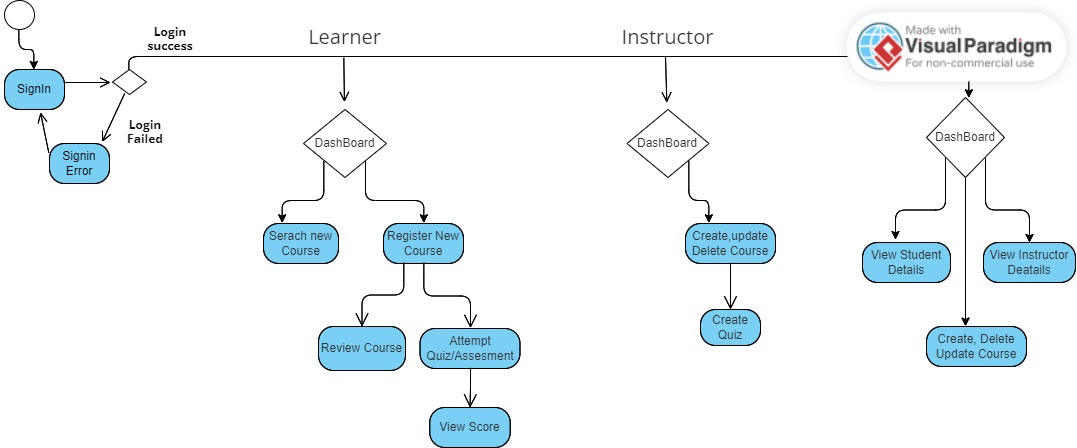 Login
success
Learner
Instructor
Made with
VisualParadigm
For non-commercial use
SignIn
Login
Failed
Signin
Error
DashBoard
DashBoard
DashBoard
Serach new
Course
Register New
Course
Create,update
Delete Course
View Student
Details
View Instructor
Deatails
Review Course
Attempt
Quiz/Assesment
Create
Quiz
Create, Delete
Update Course
View Score